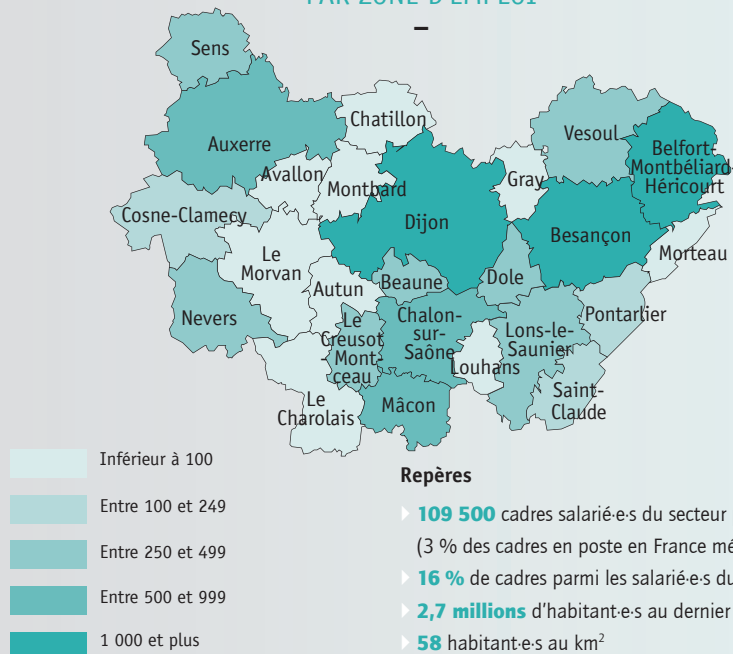 PAR ZONE D'EMPLOI
Sens
Auxerre
Chatillon
Vesoul
Belfort-
Montbéliard-
Héricourt
Avallon
Montbard
Gray
Cosne-Clamecy
Dijon
Besançon
Le
Morvan
Morteau
Autun
Beaune
Dole
Nevers
Le
Creusot
-Mont-
ceau
Chalon-
sur-
Saône
Lons-le-
Saunier
Pontarlier
Louhans
Saint-
Claude
Le
Charolais
Mâcon
Inférieur à 100
Entre 100 et 249
Entre 250 et 499
Entre 500 et 999
1 000 et plus
Repères
109 500 cadres salarié·e·s du secteur
(3 % des cadres en poste en France mé
16 % de cadres parmi les salarié·e·s du
2,7 millions d'habitant·e·s au dernier
58 habitant·e·s au km²